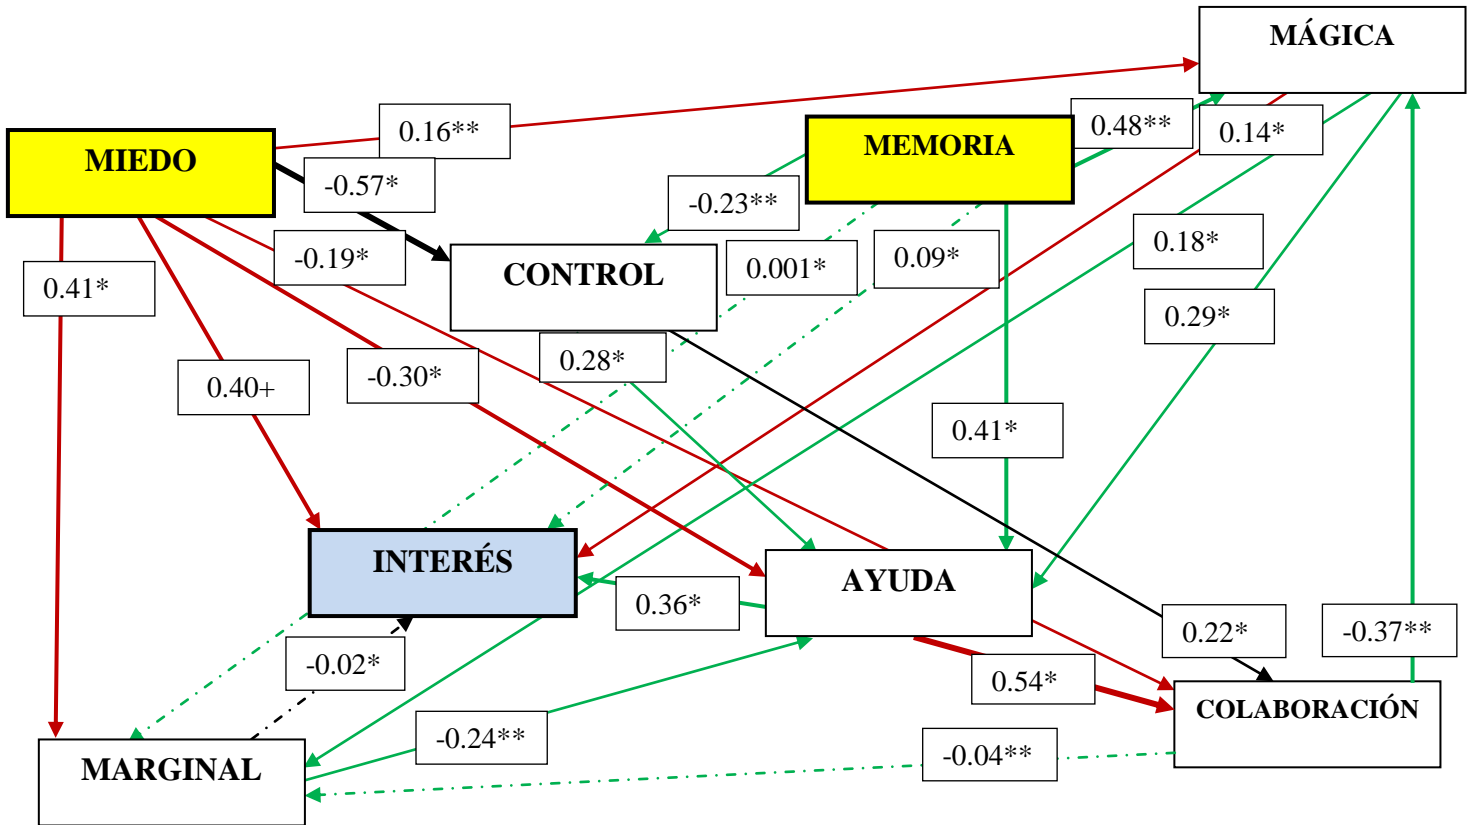 MÁGICA
0.16**
0.48**
0.14*
MIEDO
MEMORIA
-0.57*
-0.23**
-0.19*
CONTROL
0.001*
0.09*
0.18*
0.41*
0.29*
0.28*
0.40+
-0.30*
0.41*
INTERÉS
AYUDA
0.36*
0.22*
-0.37**
-0.02*
0.54*
COLABORACIÓN
-0.24**
-0.04**
MARGINAL